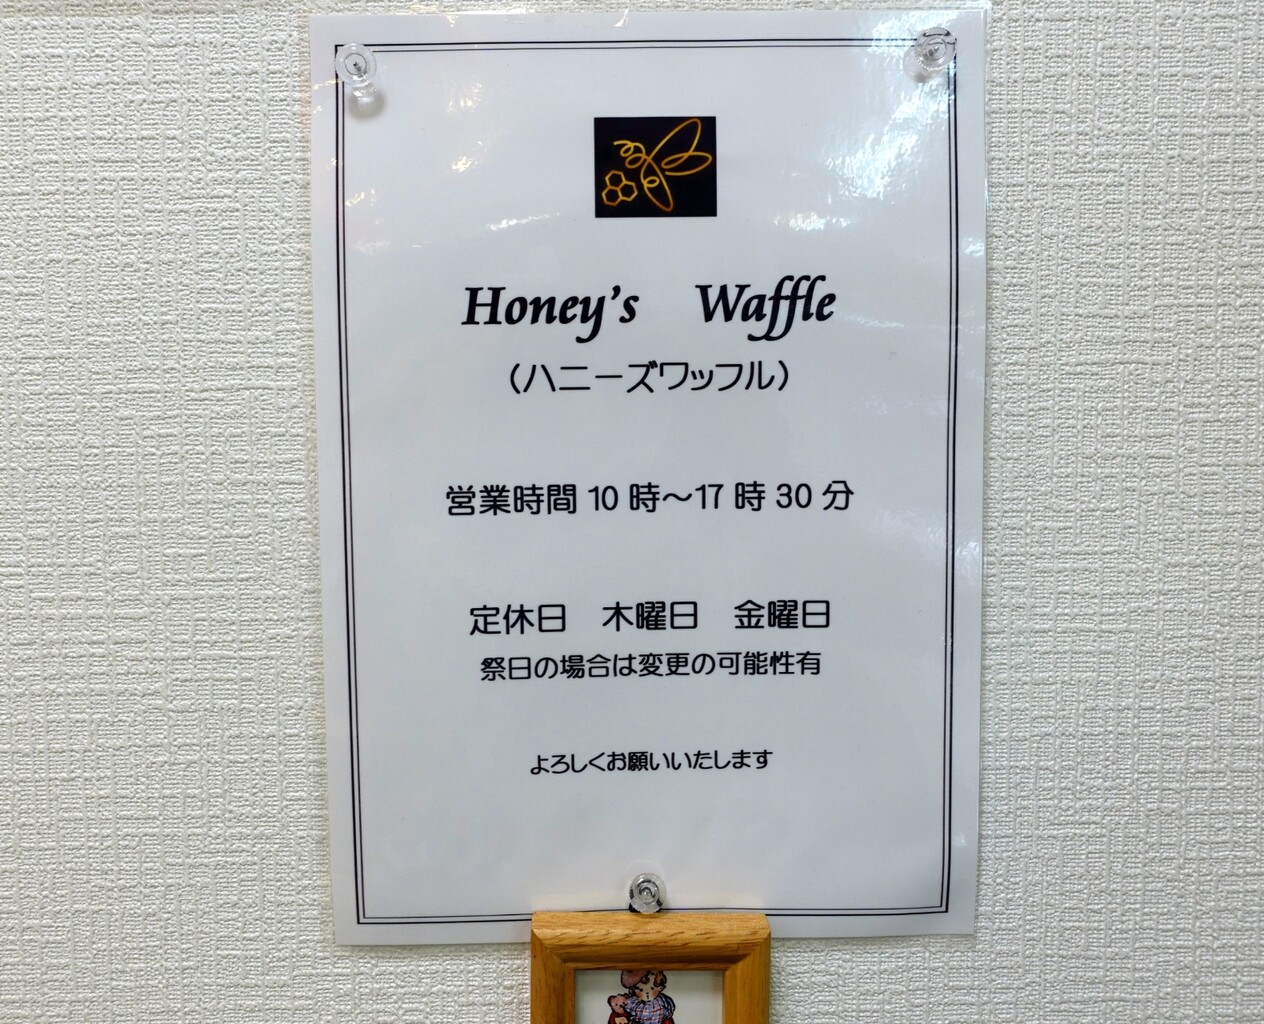 Honey's Waffle
（ハニーズワッフル）
営業時間 10 時～17 時 30 分
定休日 木曜日 金曜日
祭日の場合は変更の可能性有
よろしくお願いいたします